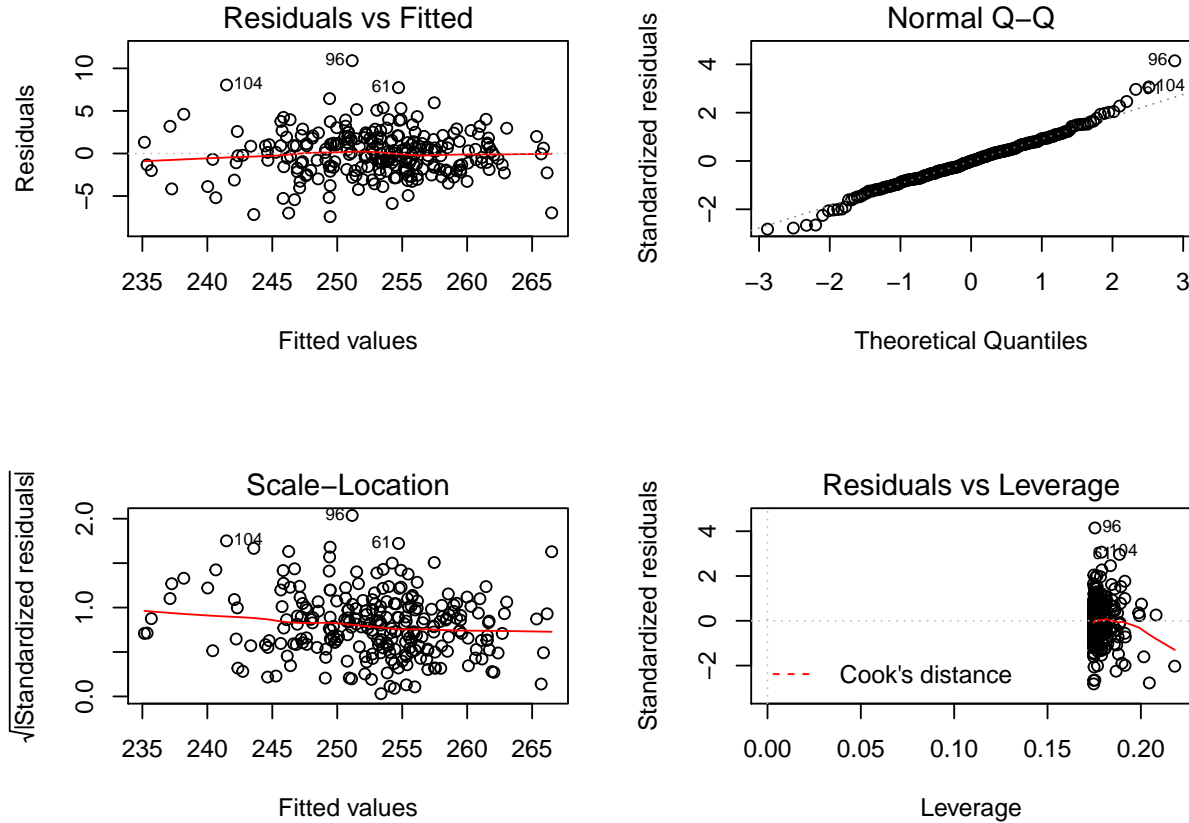 Residuals vs Fitted
Residuals
10
5
0
−5
96
104
61
235 240 245 250 255 260 265
Fitted values
Normal Q−Q
Standardized residuals
4
2
0
−2
96
104
61
−3 −2 −1 0 1 2 3
Theoretical Quantiles
Scale−Location
√|Standardized residuals|
2.0
1.0
0.0
96
104
61
235 240 245 250 255 260 265
Fitted values
Residuals vs Leverage
Standardized residuals
4
2
0
−2
96
61
104
Cook's distance
0.00 0.05 0.10 0.15 0.20
Leverage